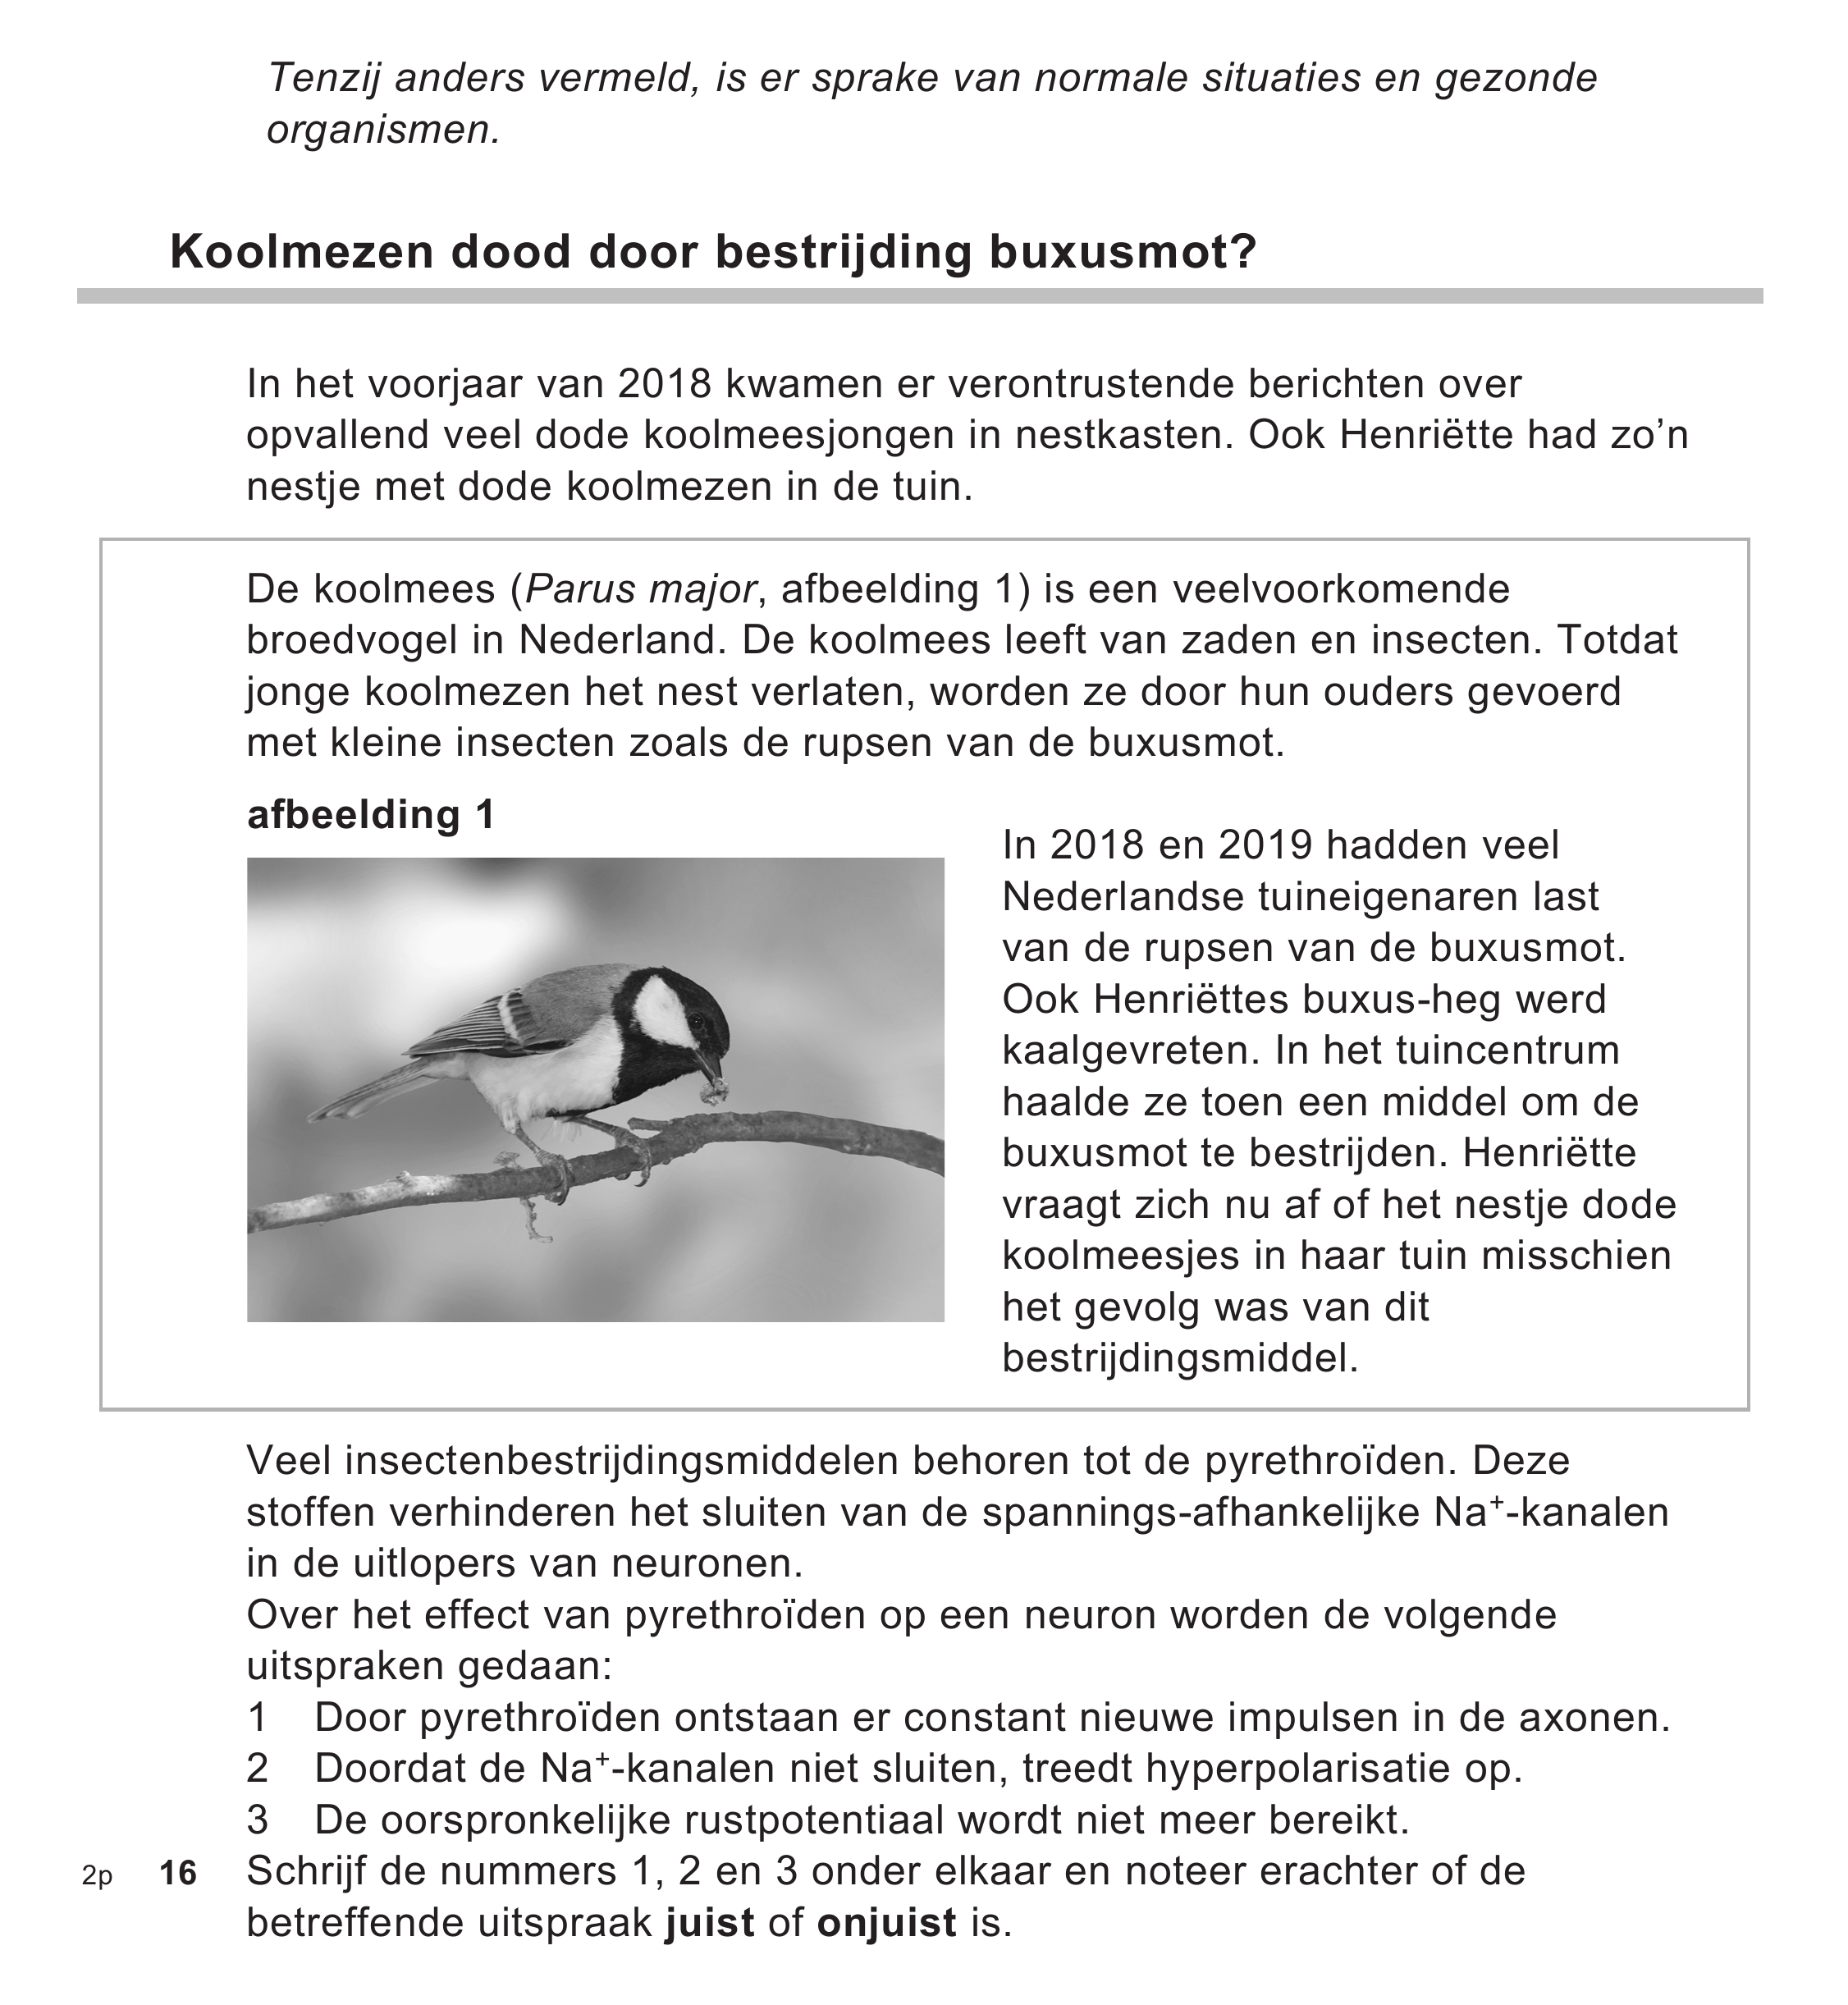 Tenzij anders vermeld, is er sprake van normale situaties en gezonde
organismen.
Koolmezen dood door bestrijding buxusmot?
In het voorjaar van 2018 kwamen er verontrustende berichten over
opvallend veel dode koolmeesjongen in nestkasten. Ook Henriëtte had zo’n
nestje met dode koolmezen in de tuin.
De koolmees (Parus major, afbeelding 1) is een veelvoorkomende
broedvogel in Nederland. De koolmees leeft van zaden en insecten. Totdat
jonge koolmezen het nest verlaten, worden ze door hun ouders gevoerd
met kleine insecten zoals de rupsen van de buxusmot.
afbeelding 1
In 2018 en 2019 hadden veel
Nederlandse tuineigenaren last
van de rupsen van de buxusmot.
Ook Henriëttes buxus-heg werd
kaalgevreten. In het tuincentrum
haalde ze toen een middel om de
buxusmot te bestrijden. Henriëtte
vraagt zich nu af of het nestje dode
koolmeesjes in haar tuin misschien
het gevolg was van dit
bestrijdingsmiddel.
Veel insectenbestrijdingsmiddelen behoren tot de pyrethroïden. Deze
stoffen verhinderen het sluiten van de spannings-afhankelijke Na⁺-kanalen
in de uitlopers van neuronen.
Over het effect van pyrethroïden op een neuron worden de volgende
uitspraken gedaan:
1 Door pyrethroïden ontstaan er constant nieuwe impulsen in de axonen.
2 Doordat de Na⁺-kanalen niet sluiten, treedt hyperpolarisatie op.
3 De oorspronkelijke rustpotentiaal wordt niet meer bereikt.
2p 16 Schrijf de nummers 1, 2 en 3 onder elkaar en noteer erachter of de
betreffende uitspraak juist of onjuist is.